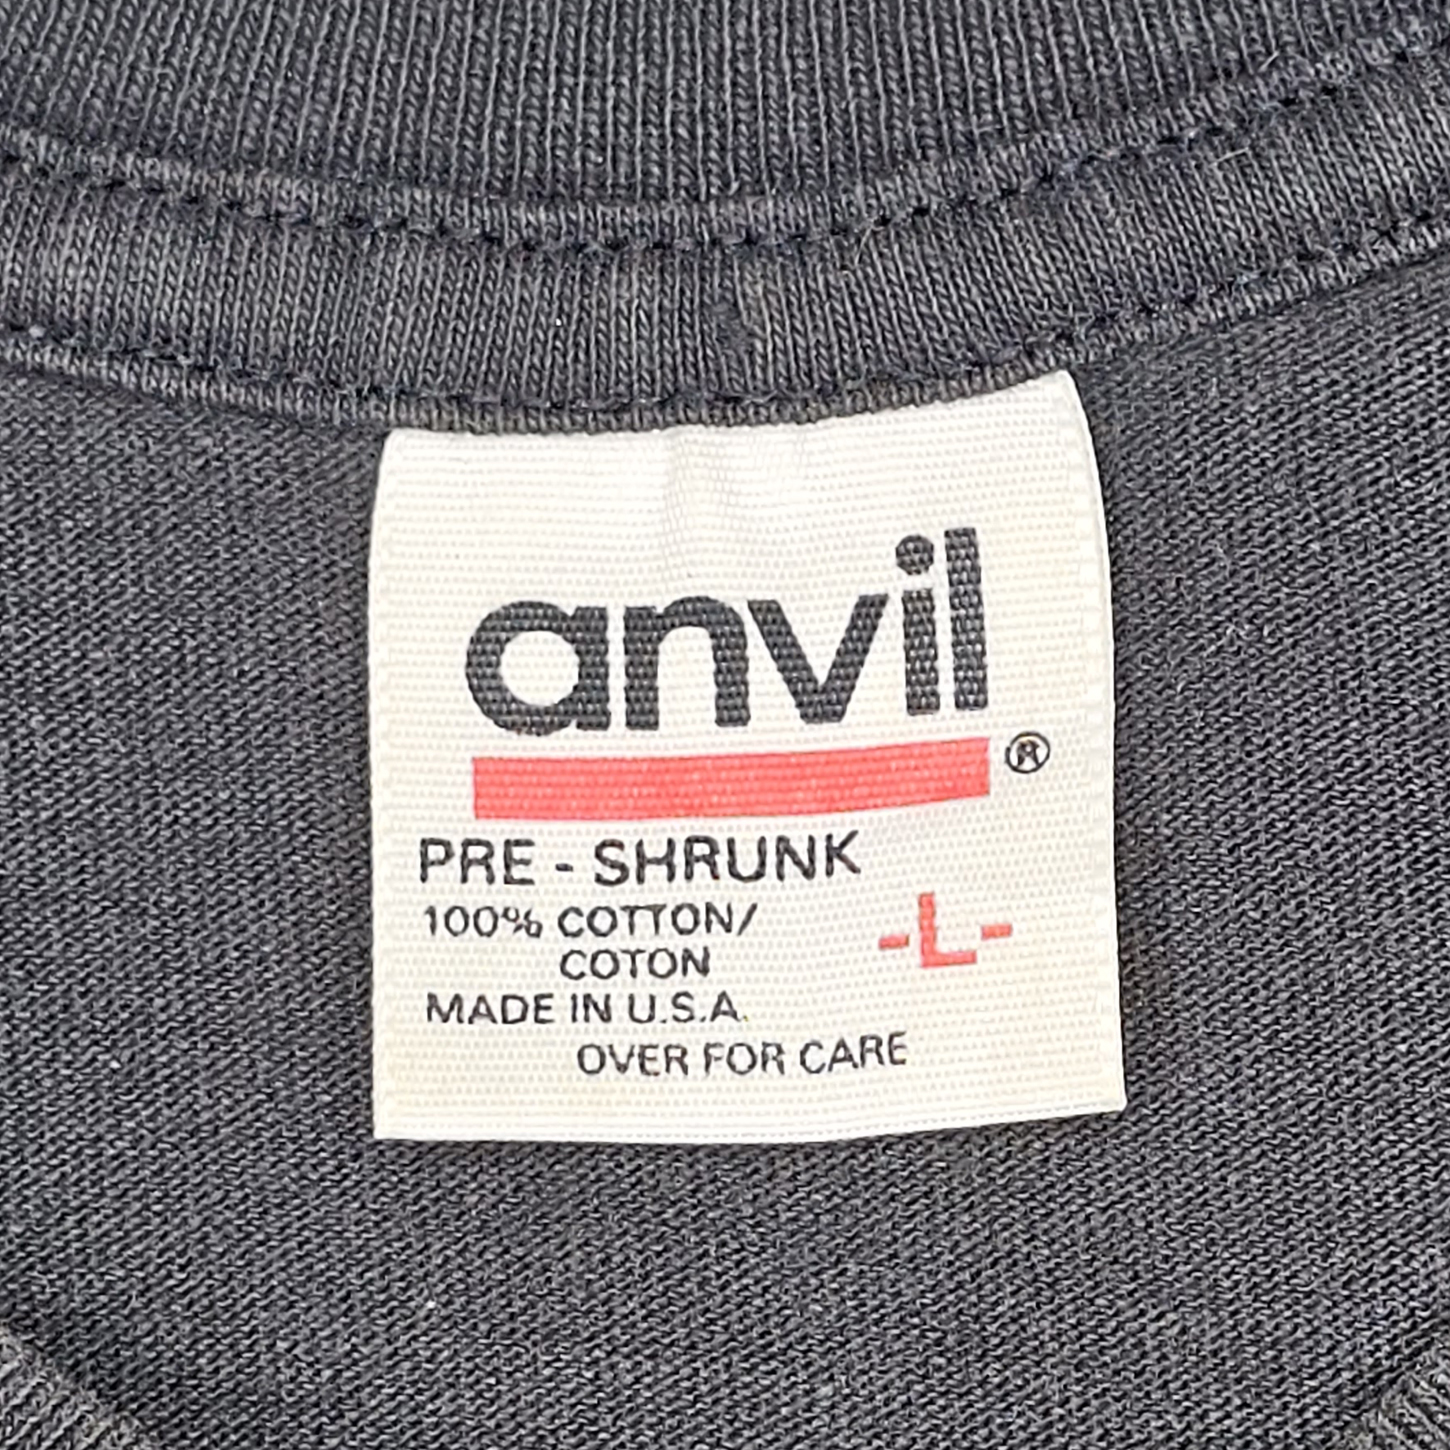 anvil
®
PRE - SHRUNK
100% COTTON/
COTON
-L-
MADE IN U.S.A.
OVER FOR CARE